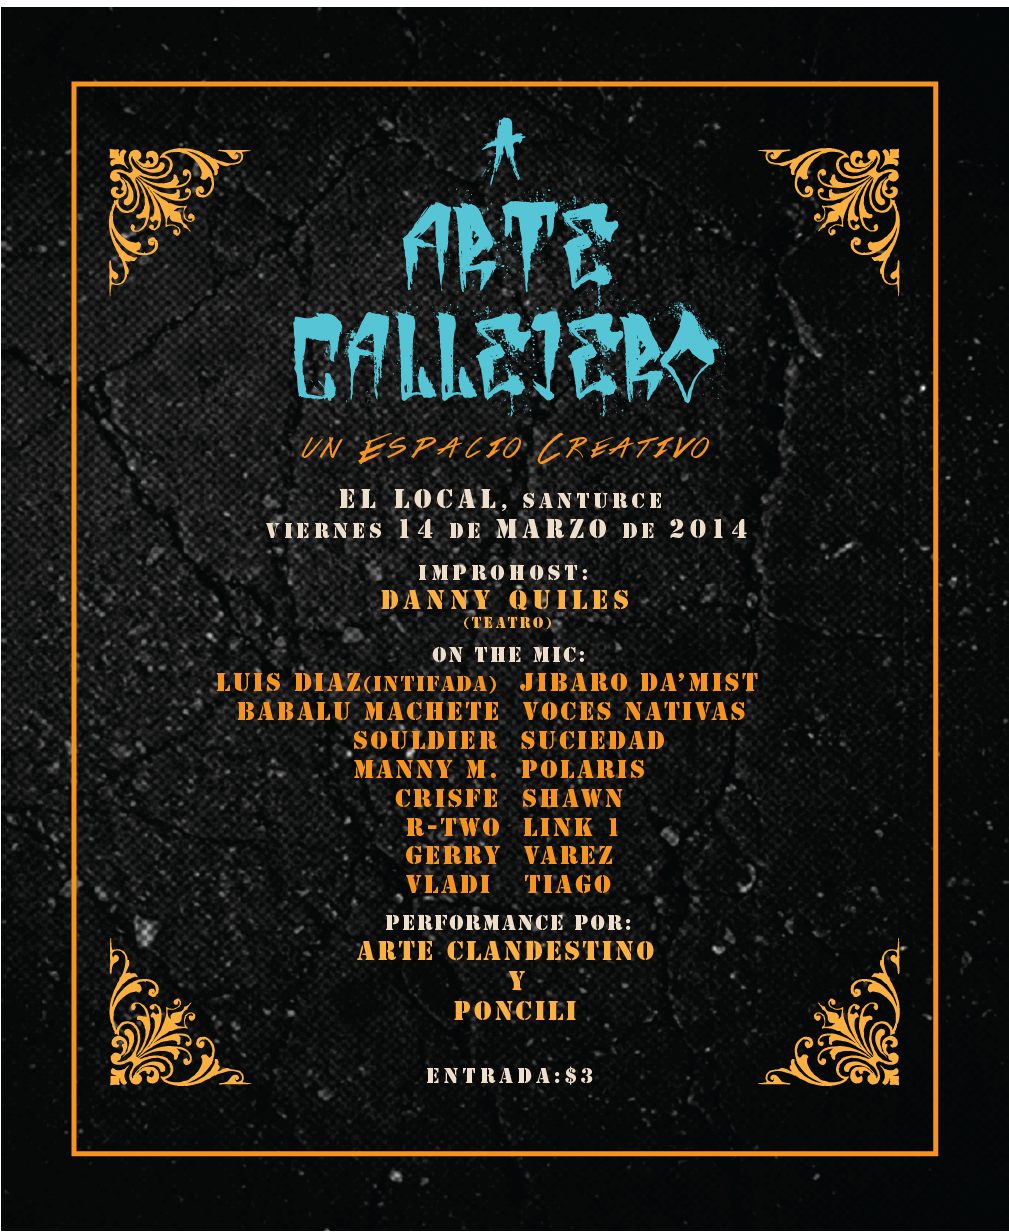 ARTE
CALLEJERO
UN ESPACIO CREATIVO
EL LOCAL, SANTURCE
VIERNES 14 DE MARZO DE 2014
IMPROHOST:
DANNY QUILES
(TEATRO)
ON THE MIC:
LUIS DIAZ(INTIFADA) JIBARO DA'MIST
BABALU MACHETE VOCES NATIVAS
SOULDIER SUCIEDAD
MANNY M. POLARIS
CRISFE SHAWN
R-TWO LINK 1
GERRY VAREZ
VLADI TIAGO
PERFORMANCE POR:
ARTE CLANDESTINO
Y
PONCILI
ENTRADA:$3